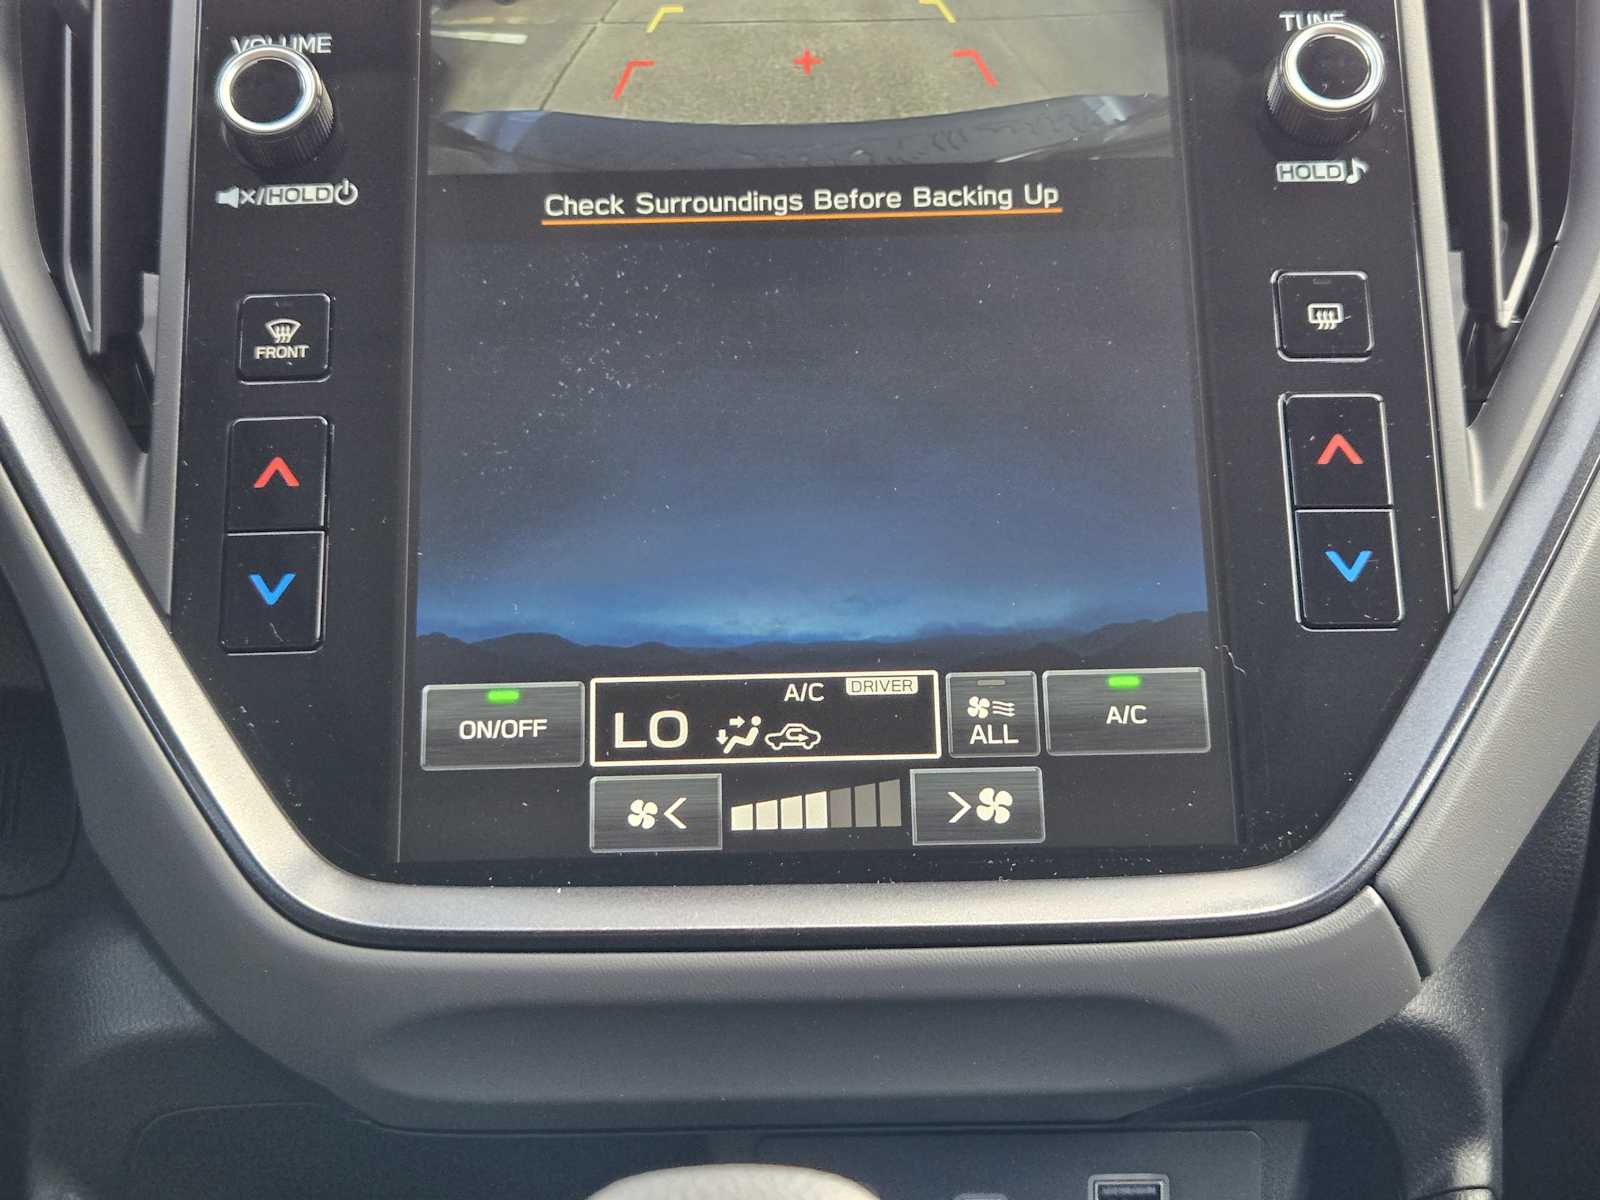 VOLUME
TUNE
/HOLD
HOLD
Check Surroundings Before Backing Up
FRONT
ON/OFF
A/C DRIVER
LO
ALL
A/C